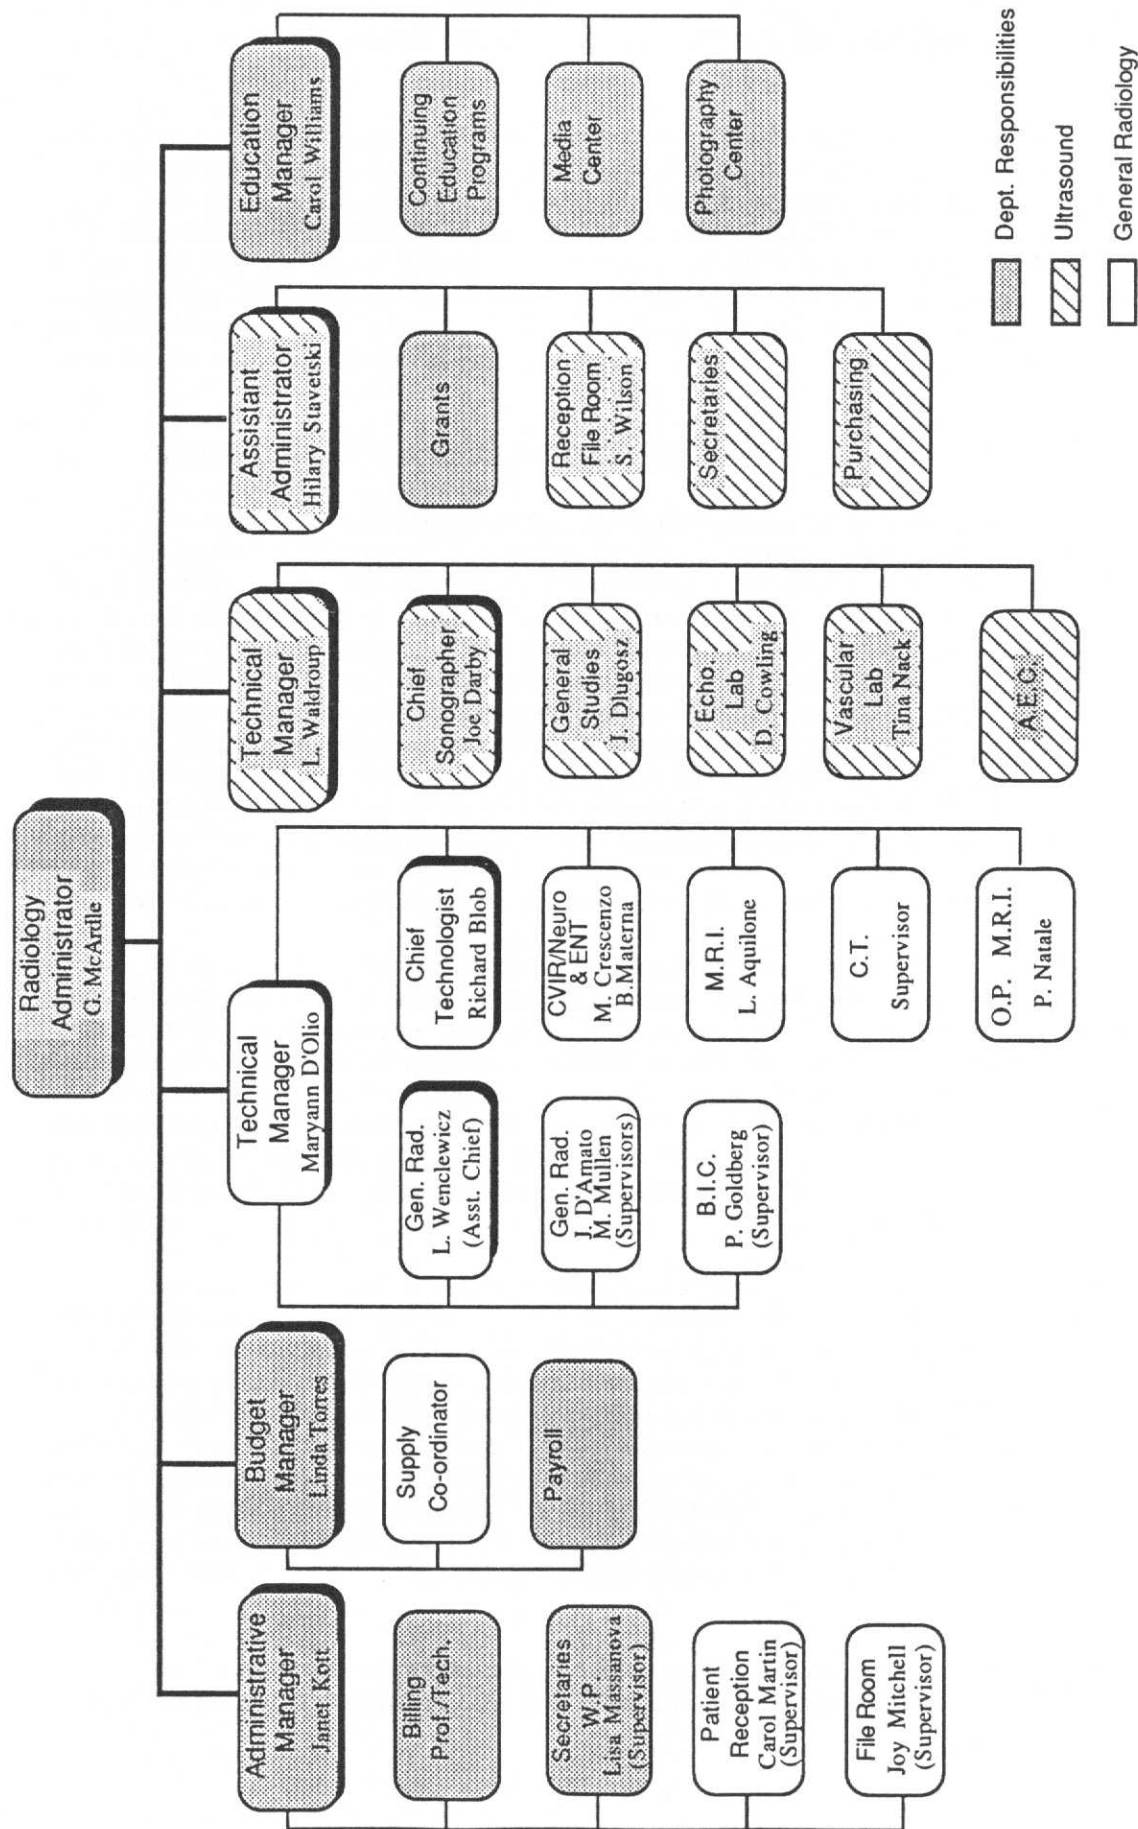 Radiology
Administrator
G. McArdle
Administrative
Manager
Janet Kott
Billing
Prof./Tech.
Secretaries
W.P.
Lisa Massanova
(Supervisor)
Patient
Reception
Carol Martin
(Supervisor)
File Room
Joy Mitchell
(Supervisor)
Budget
Manager
Linda Torres
Supply
Co-ordinator
Payroll
Technical
Manager
Maryann D'Olio
Gen. Rad.
L. Wenclewicz
(Asst. Chief)
Gen. Rad.
J. D'Amato
M. Mullen
(Supervisors)
B.I.C.
P. Goldberg
(Supervisor)
Chief
Technologist
Richard Blob
CVIR/Neuro
& ENT
M. Crescenzo
B.Materna
M.R.I.
L. Aquilone
C.T.
Supervisor
O.P. M.R.I.
P. Natale
Technical
Manager
L. Waldroup
Chief
Sonographer
Joe Darby
General
Studies
J. Dlugosz
Echo.
Lab
D. Cowling
Vascular
Lab
Tina Nack
A.E.C.
Assistant
Administrator
Hilary Stavetski
Grants
Reception
File Room
S. Wilson
Secretaries
Purchasing
Education
Manager
Carol Williams
Continuing
Education
Programs
Media
Center
Photography
Center
Dept. Responsibilities
Ultrasound
General Radiology